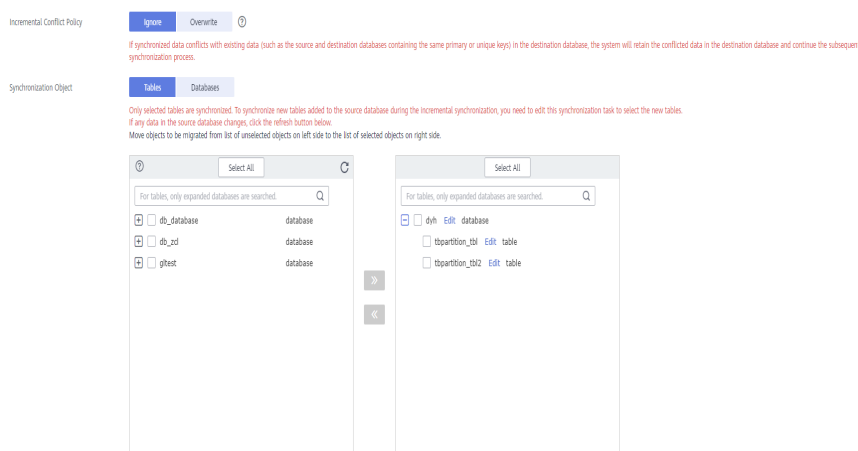 Incremental Conflict Policy
Ignore
Overwrite
If synchronized data conflicts with existing data (such as the source and destination databases containing the same primary or unique keys) in the destination database, the system will retain the conflicted data in the destination database and continue the subsequen
synchronization process.
Synchronization Object
Tables
Databases
Only selected tables are synchronized. To synchronize new tables added to the source database during the incremental synchronization, you need to edit this synchronization task to select the new tables.
If any data in the source database changes, click the refresh button below.
Move objects to be migrated from list of unselected objects on left side to the list of selected objects on right side.
Select All
For tables, only expanded databases are searched.
db_database database
db_zcl database
gltest database
Select All
For tables, only expanded databases are searched.
dyh Edit database
tbpartition_tbl Edit table
tbpartition_tbl2 Edit table